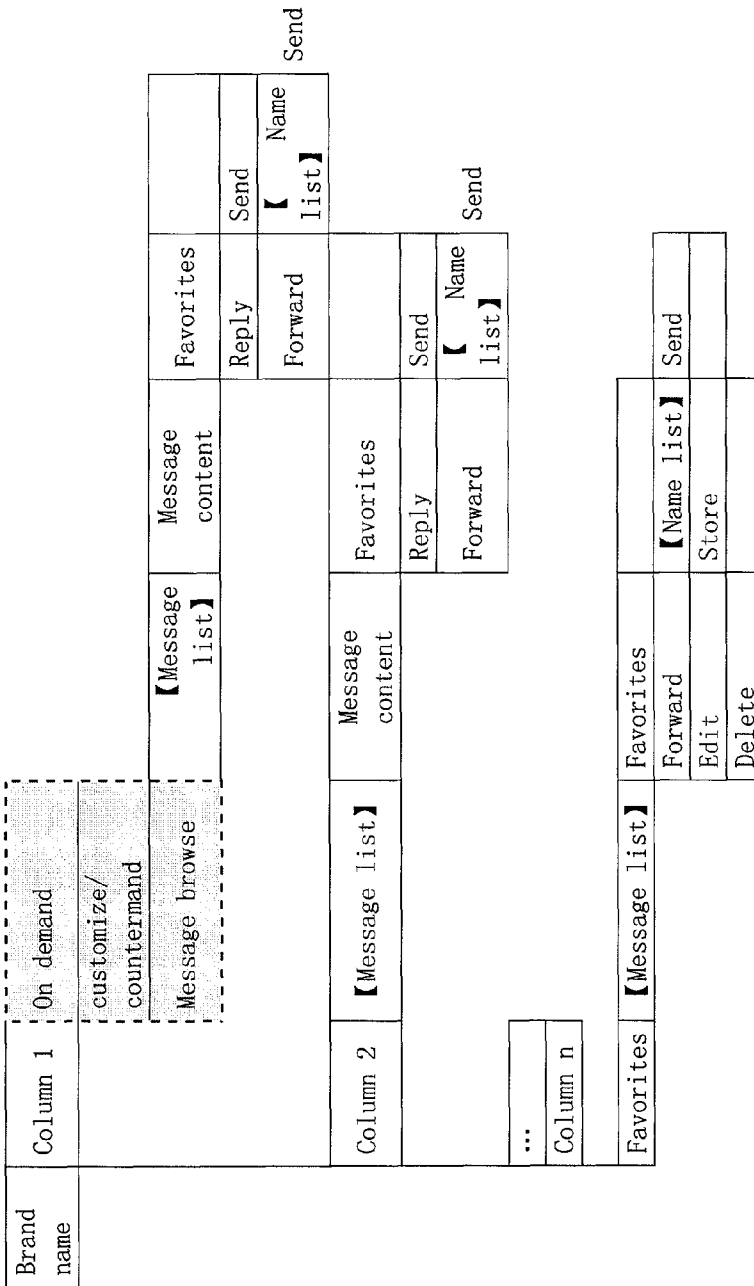 Brand
name
Column 1
On demand
customize/
countermand
Message browse
【Message
list】
Message
content
Favorites
Reply
Send
Forward
【 Name
list】
Send
Column 2
【Message list】
Message
content
Favorites
Reply
Send
Forward
【 Name
list】
Send
...
Column n
Favorites
【Message list】
Favorites
Forward
【Name list】
Send
Edit
Store
Delete